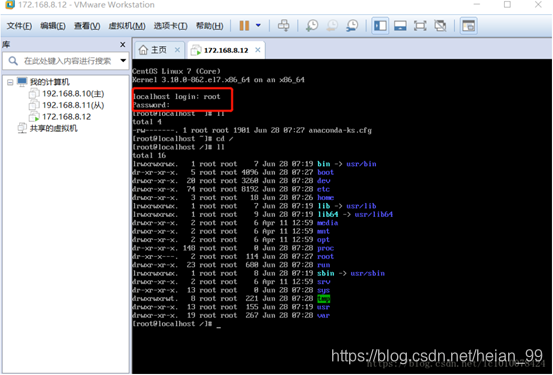 172.168.8.12 - VMware Workstation
文件(F) 编辑(E) 查看(V) 虚拟机(M) 选项卡(T) 帮助(H)
库
在此处键入内容进行搜索
我的计算机
192.168.8.10(主)
192.168.8.11(从)
172.168.8.12
共享的虚拟机
主页
172.168.8.12
CentOS Linux 7 (Core)
Kernel 3.10.0-862.el7.x86_64 on an x86_64
localhost login: root
Password:
[root@localhost ~]# ll
total 4
-rw-------. 1 root root 1901 Jun 28 07:27 anaconda-ks.cfg
[root@localhost ~]# cd /
[root@localhost /]# ll
total 16
lrwxrwxrwx. 1 root root 7 Jun 28 07:19 bin -> usr/bin
dr-xr-xr-x. 5 root root 4096 Jun 28 07:27 boot
drwxr-xr-x. 20 root root 3260 Jun 28 07:28 dev
drwxr-xr-x. 74 root root 8192 Jun 28 07:28 etc
drwxr-xr-x. 3 root root 18 Jun 28 07:26 home
lrwxrwxrwx. 1 root root 7 Jun 28 07:19 lib -> usr/lib
lrwxrwxrwx. 1 root root 9 Jun 28 07:19 lib64 -> usr/lib64
drwxr-xr-x. 2 root root 6 Apr 11 12:59 media
drwxr-xr-x. 2 root root 6 Apr 11 12:59 mnt
drwxr-xr-x. 2 root root 6 Apr 11 12:59 opt
dr-xr-xr-x. 148 root root 0 Jun 28 07:28 proc
dr-xr-x---. 2 root root 114 Jun 28 07:27 root
drwxr-xr-x. 23 root root 680 Jun 28 07:28 run
lrwxrwxrwx. 1 root root 8 Jun 28 07:19 sbin -> usr/sbin
drwxr-xr-x. 2 root root 6 Apr 11 12:59 srv
dr-xr-xr-x. 13 root root 0 Jun 28 07:28 sys
drwxrwxrwt. 8 root root 221 Jun 28 07:28 tmp
drwxr-xr-x. 13 root root 155 Jun 28 07:19 usr
drwxr-xr-x. 19 root root 267 Jun 28 07:28 var
[root@localhost /]# _
https://blog.csdn.net/heian_99